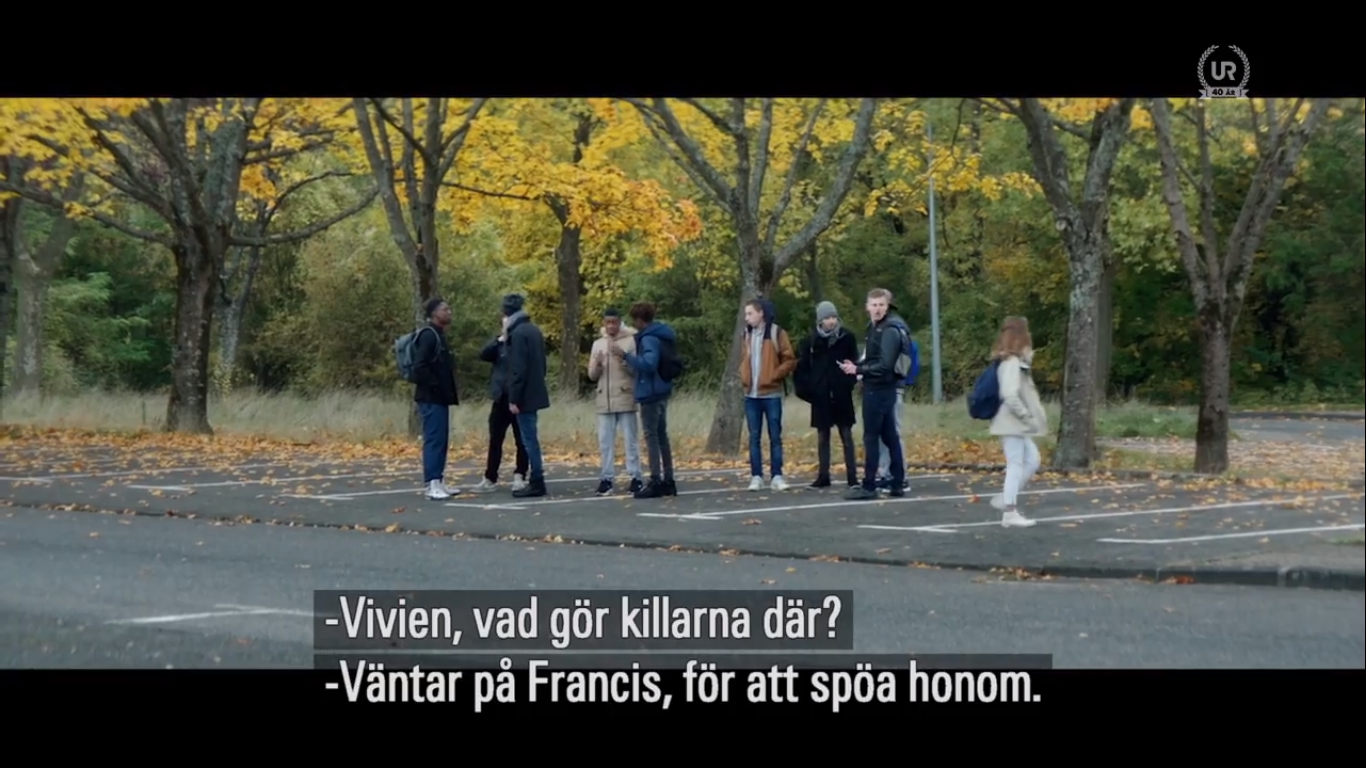 UR
40 ÅR
-Vivien, vad gör killarna där?
-Väntar på Francis, för att spöa honom.